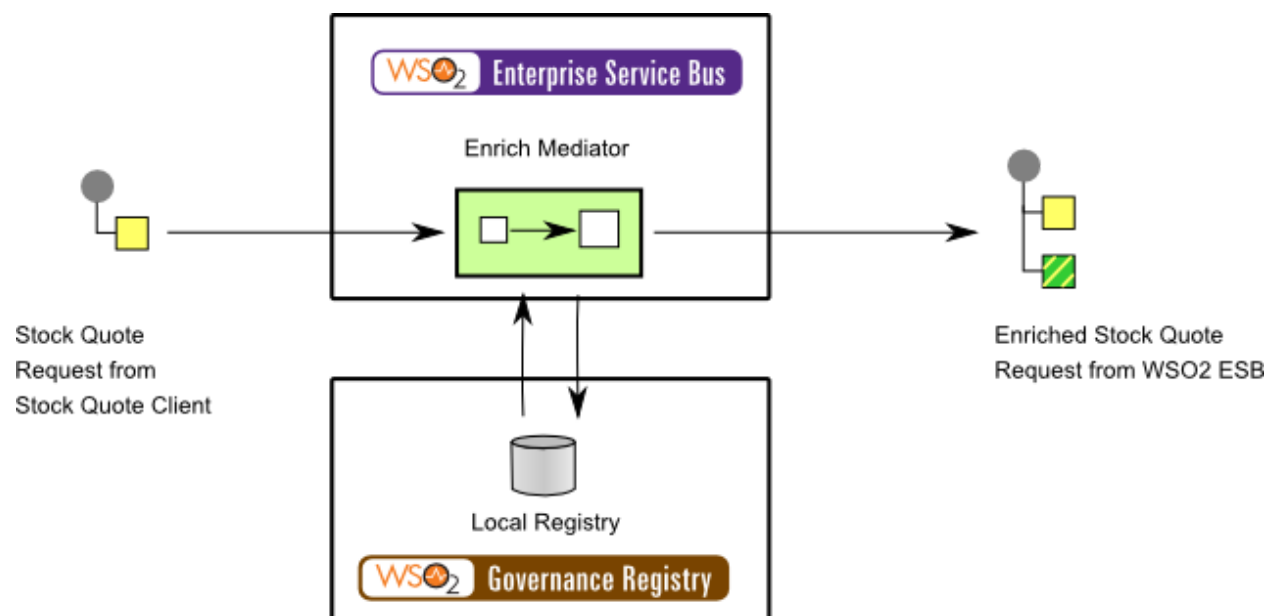 WSO2 Enterprise Service Bus
Enrich Mediator
Stock Quote
Request from
Stock Quote Client
Enriched Stock Quote
Request from WSO2 ESB
Local Registry
WSO2 Governance Registry